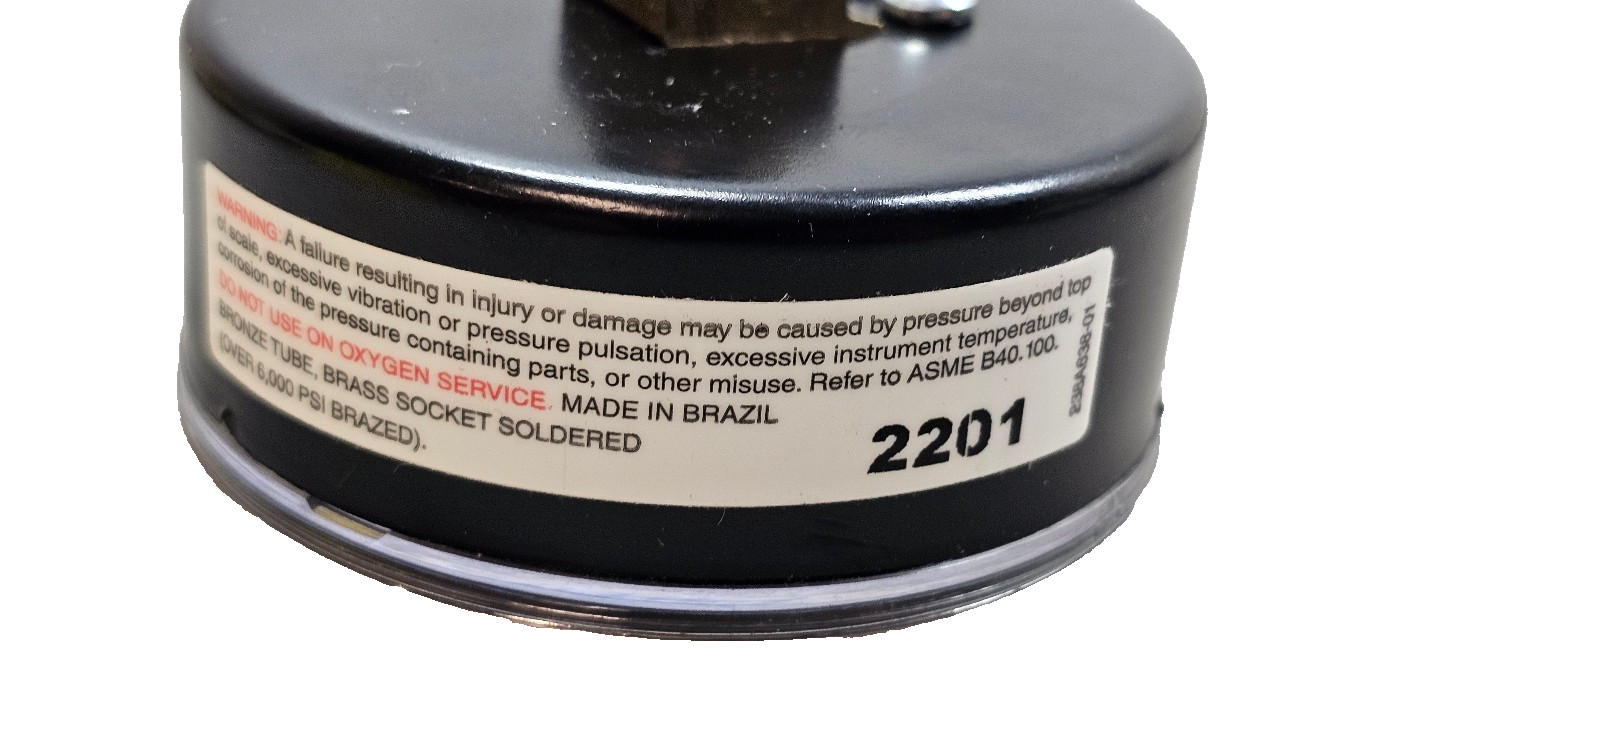 WARNING: A failure resulting in injury or damage may be caused by pressure beyond top
of scale, excessive vibration or pressure pulsation, excessive instrument temperature,
corrosion of the pressure containing parts, or other misuse. Refer to ASME B40.100.
DO NOT USE ON OXYGEN SERVICE. MADE IN BRAZIL
BRONZE TUBE, BRASS SOCKET SOLDERED
(OVER 6,000 PSI BRAZED).
2201
238A638-01